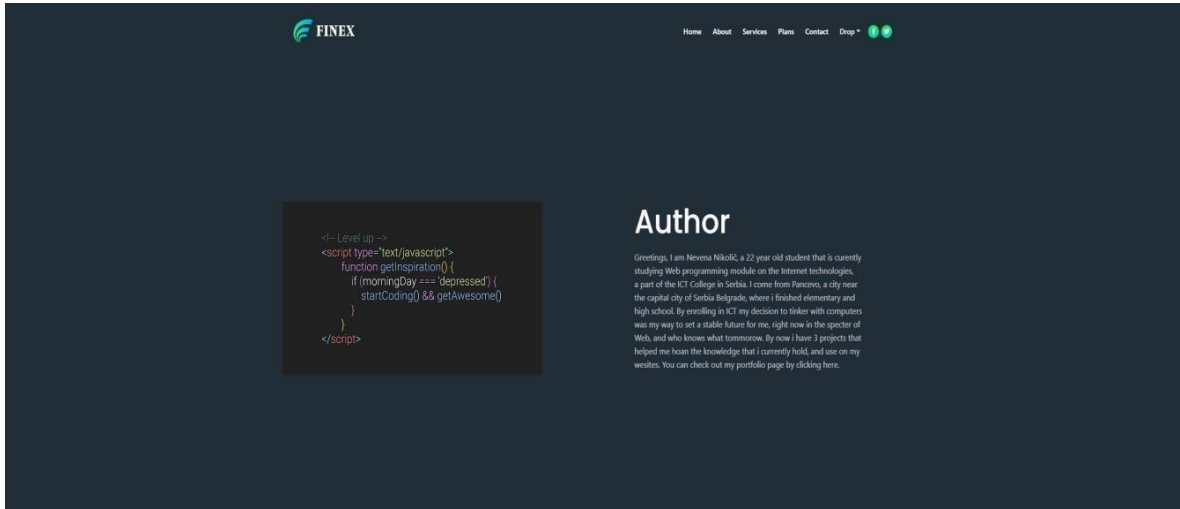 FINEX
Home About Services Plans Contact Drop
Author
<!-- Level up -->
<script type="text/javascript">
function getInspiration() {
if (morningDay === 'depressed') {
startCoding() && getAwesome()
}
}
</script>
Greetings, I am Nevena Nikolić, a 22 year old student that is curently
studying Web programming module on the Internet technologies,
a part of the ICT College in Serbia. I come from Pancevo, a city near
the capital city of Serbia Belgrade, where i finished elementary and
high school. By enrolling in ICT my decision to tinker with computers
was my way to set a stable future for me, right now in the specter of
Web, and who knows what tommorow. By now i have 3 projects that
helped me hoan the knowledge that i currently hold, and use on my
wesites. You can check out my portfolio page by clicking here.